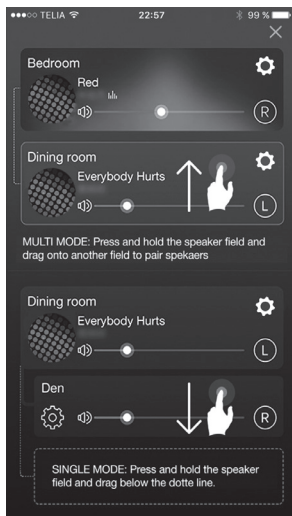 TELIA 22:57 99 %
Bedroom
Red
R
Dining room
Everybody Hurts
L
MULTI MODE: Press and hold the speaker field and
drag onto another field to pair spekaers
Dining room
Everybody Hurts
L
Den
R
SINGLE MODE: Press and hold the speaker
field and drag below the dotte line.